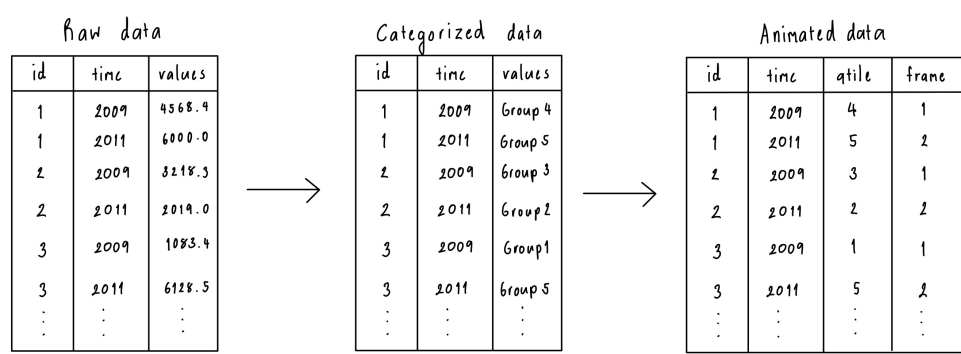 Raw data
id time values
1 2009 4568.4
1 2011 6000.0
2 2009 3218.3
2 2011 2019.0
3 2009 1083.4
3 2011 6128.5
Categorized data
id time values
1 2009 Group 4
1 2011 Group 5
2 2009 Group 3
2 2011 Group 2
3 2009 Group 1
3 2011 Group 5
Animated data
id time qtile frame
1 2009 4 1
1 2011 5 2
2 2009 3 1
2 2011 2 2
3 2009 1 1
3 2011 5 2